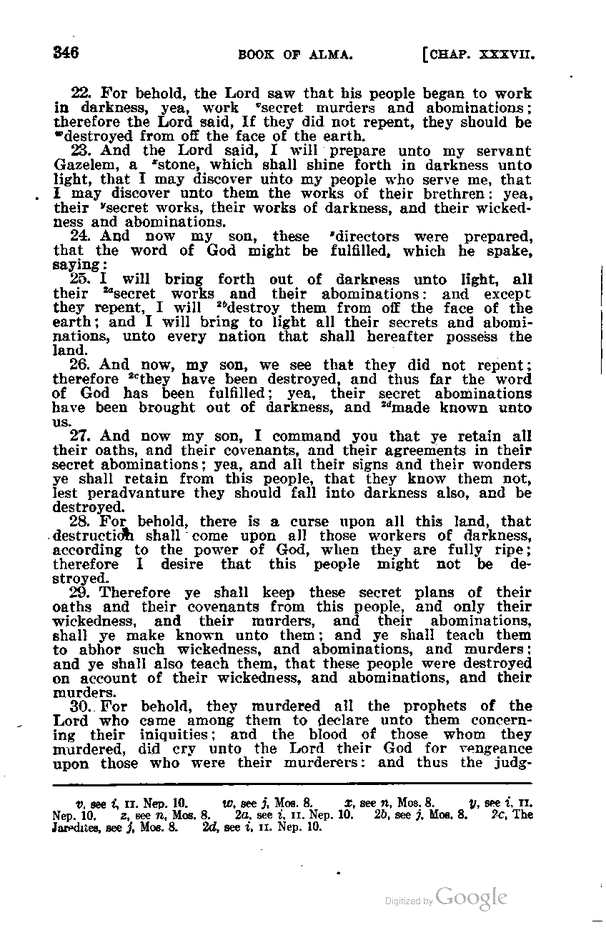 346 BOOK OF ALMA. [CHAP. XXXVII.
22. For behold, the Lord saw that his people began to work
in darkness, yea, work ᵛsecret murders and abominations;
therefore the Lord said, If they did not repent, they should be
ʷdestroyed from off the face of the earth.
23. And the Lord said, I will prepare unto my servant
Gazelem, a ˣstone, which shall shine forth in darkness unto
light, that I may discover unto my people who serve me, that
I may discover unto them the works of their brethren; yea,
their ʸsecret works, their works of darkness, and their wicked-
ness and abominations.
24. And now my son, these ᶻdirectors were prepared,
that the word of God might be fulfilled, which he spake,
saying:
25. I will bring forth out of darkness unto light, all
their ²ᵃsecret works and their abominations: and except
they repent, I will ²ᵇdestroy them from off the face of the
earth; and I will bring to light all their secrets and abomi-
nations, unto every nation that shall hereafter possess the
land.
26. And now, my son, we see that they did not repent;
therefore ²ᶜthey have been destroyed, and thus far the word
of God has been fulfilled; yea, their secret abominations
have been brought out of darkness, and ²ᵈmade known unto
us.
27. And now my son, I command you that ye retain all
their oaths, and their covenants, and their agreements in their
secret abominations; yea, and all their signs and their wonders
ye shall retain from this people, that they know them not,
lest peradvanture they should fall into darkness also, and be
destroyed.
28. For behold, there is a curse upon all this land, that
destruction shall come upon all those workers of darkness,
according to the power of God, when they are fully ripe;
therefore I desire that this people might not be de-
stroyed.
29. Therefore ye shall keep these secret plans of their
oaths and their covenants from this people, and only their
wickedness, and their murders, and their abominations,
shall ye make known unto them; and ye shall teach them
to abhor such wickedness, and abominations, and murders;
and ye shall also teach them, that these people were destroyed
on account of their wickedness, and abominations, and their
murders.
30. For behold, they murdered all the prophets of the
Lord who came among them to declare unto them concern-
ing their iniquities; and the blood of those whom they
murdered, did cry unto the Lord their God for vengeance
upon those who were their murderers: and thus the judg-
v, see i, II. Nep. 10. w, see j, Mos. 8. x, see n, Mos. 8. y, see i, II.
Nep. 10. z, see n, Mos. 8. 2a, see i, II. Nep. 10. 2b, see j, Mos. 8. 2c, The
Jaredites, see j, Mos. 8. 2d, see i, II. Nep. 10.
Digitized by Google